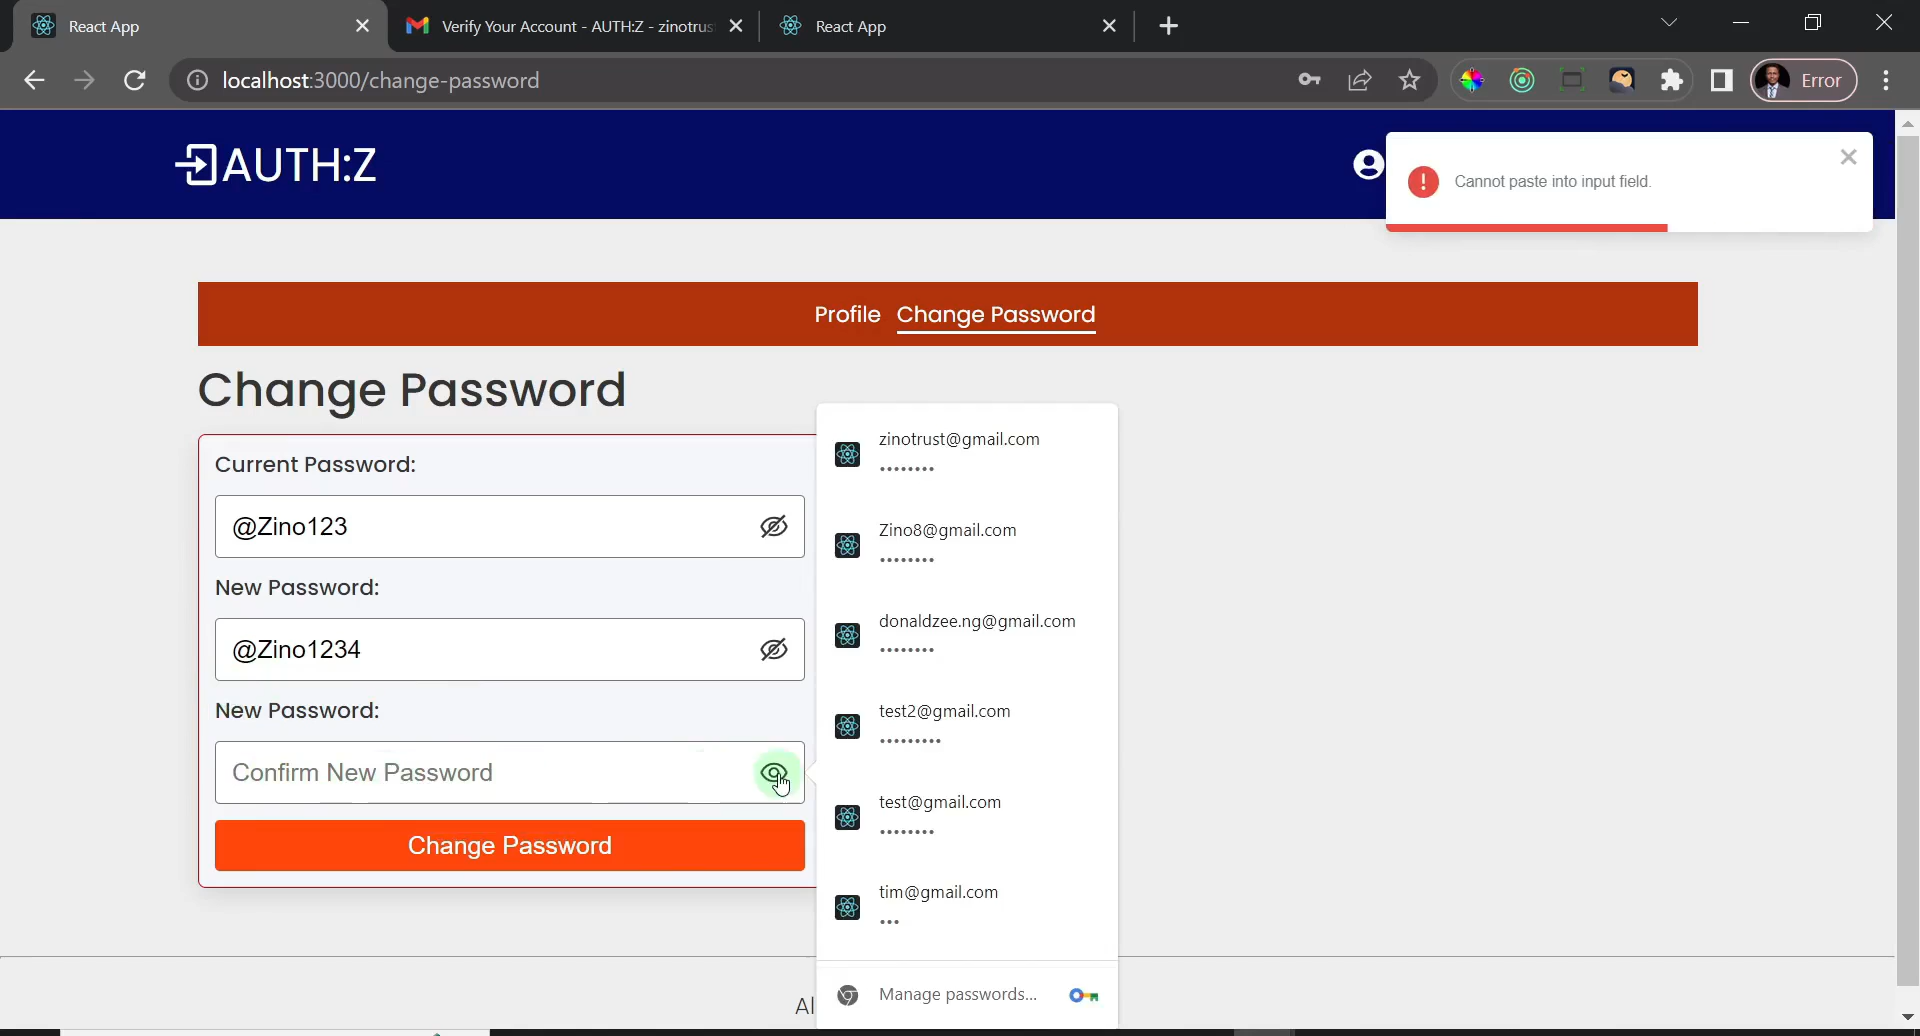 React App
Verify Your Account - AUTH:Z - zinotrus
React App
localhost:3000/change-password
Error
AUTH:Z
Cannot paste into input field.
Profile Change Password
Change Password
Current Password:
@Zino123
New Password:
@Zino1234
New Password:
Confirm New Password
Change Password
zinotrust@gmail.com
••••••••
Zino8@gmail.com
••••••••
donaldzee.ng@gmail.com
••••••••
test2@gmail.com
•••••••••
test@gmail.com
••••••••
tim@gmail.com
•••
Manage passwords...
Al